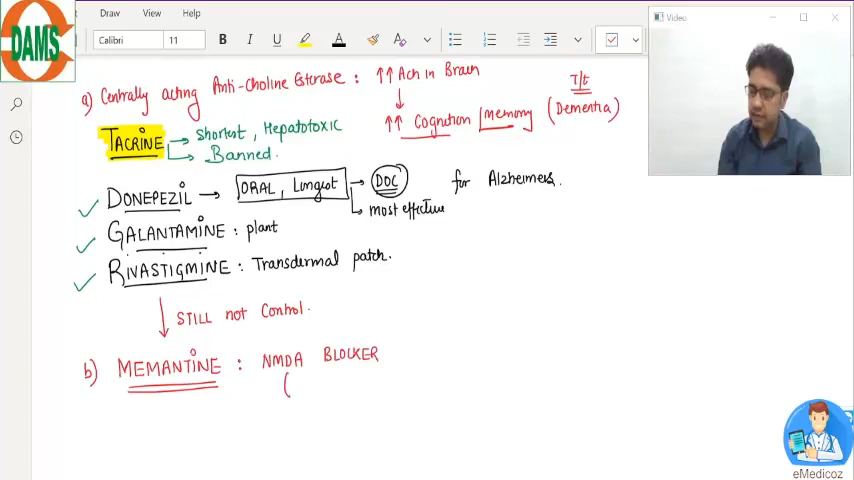 DAMS
Draw View Help
Video
Calibri 11 B I U A
a) Centrally acting Anti-Choline Esterase : ↑↑ Ach in Brain
↑↑ Cognition / memory (T/t Dementia)
TACRINE → Shortest, Hepatotoxic
→ Banned.
✓ DONEPEZIL → ORAL, Longest → DOC for Alzheimers.
→ most effective
✓ GALANTAMINE : plant
✓ RIVASTIGMINE : Transdermal patch.
↓ STILL not Control.
b) MEMANTINE : NMDA BLOCKER
(
eMedicoz